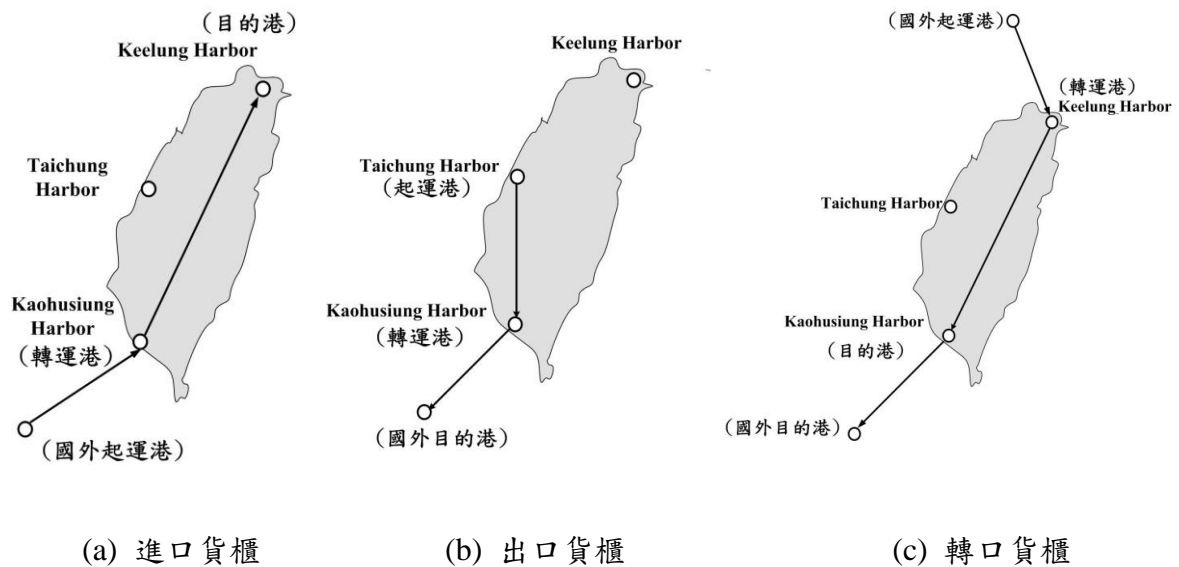 (目的港)
Keelung Harbor
Taichung
Harbor
Kaohusiung
Harbor
(轉運港)
(國外起運港)
(a) 進口貨櫃
Keelung Harbor
Taichung Harbor
(起運港)
Kaohusiung Harbor
(轉運港)
(國外目的港)
(b) 出口貨櫃
(國外起運港)
(轉運港)
Keelung Harbor
Taichung Harbor
Kaohusiung Harbor
(目的港)
(國外目的港)
(c) 轉口貨櫃